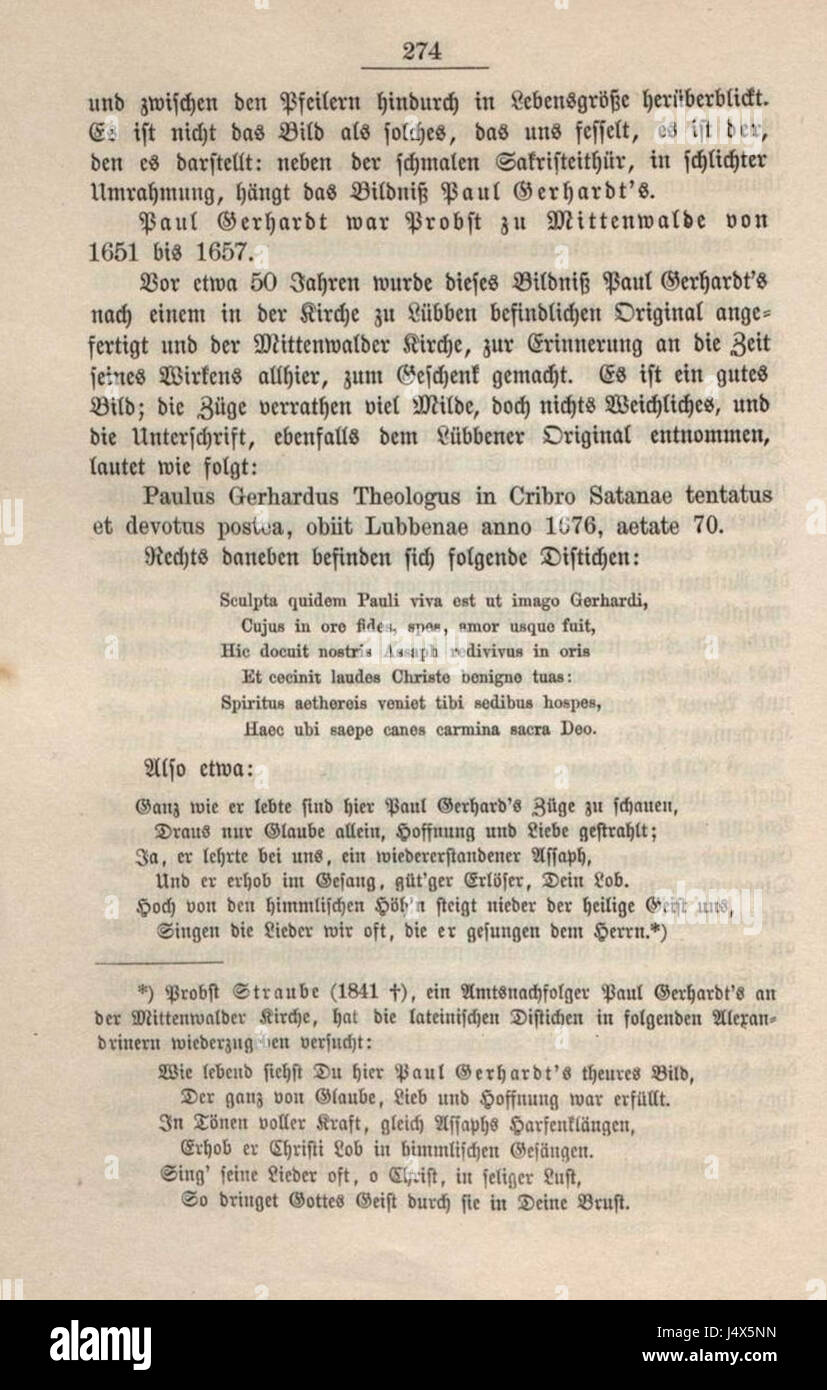 274
und zwischen den Pfeilern hindurch in Lebensgröße herüberblickt.
Es ist nicht das Bild als solches, das uns fesselt, es ist der,
den es darstellt: neben der schmalen Sakristeithür, in schlichter
Umrahmung, hängt das Bildniß Paul Gerhardt's.
Paul Gerhardt war Probst zu Mittenwalde von
1651 bis 1657.
Vor etwa 50 Jahren wurde dieses Bildniß Paul Gerhardt's
nach einem in der Kirche zu Lübben befindlichen Original ange-
fertigt und der Mittenwalder Kirche, zur Erinnerung an die Zeit
seines Wirkens allhier, zum Geschenk gemacht. Es ist ein gutes
Bild; die Züge verrathen viel Milde, doch nichts Weichliches, und
die Unterschrift, ebenfalls dem Lübbener Original entnommen,
lautet wie folgt:
Paulus Gerhardus Theologus in Cribro Satanae tentatus
et devotus postea, obiit Lubbenae anno 1676, aetate 70.
Rechts daneben befinden sich folgende Distichen:
Sculpta quidem Pauli viva est ut imago Gerhardi,
Cujus in ore fides, spes, amor usque fuit,
Hic docuit nostris Assaph redivivus in oris
Et cecinit laudes Christe benigne tuas:
Spiritus aethereis veniet tibi sedibus hospes,
Haec ubi saepe canes carmina sacra Deo.
Also etwa:
Ganz wie er lebte sind hier Paul Gerhard's Züge zu schauen,
Draus nur Glaube allein, Hoffnung und Liebe gestrahlt;
Ja, er lehrte bei uns, ein wiedererstandener Assaph,
Und er erhob im Gesang, güt'ger Erlöser, Dein Lob.
Hoch von den himmlischen Höh'n steigt nieder der heilige Geist uns,
Singen die Lieder wir oft, die er gesungen dem Herrn.*)
*) Probst Straube (1841 †), ein Amtsnachfolger Paul Gerhardt's an
der Mittenwalder Kirche, hat die lateinischen Distichen in folgenden Alexan-
drinern wiederzugeben versucht:
Wie lebend siehst Du hier Paul Gerhardt's theures Bild,
Der ganz von Glaube, Lieb und Hoffnung war erfüllt.
In Tönen voller Kraft, gleich Assaphs Harfenklängen,
Erhob er Christi Lob in himmlischen Gesängen.
Sing' seine Lieder oft, o Christ, in seliger Lust,
So dringet Gottes Geist durch sie in Deine Brust.
alamy stock photo
J4X5NN
www.alamy.com